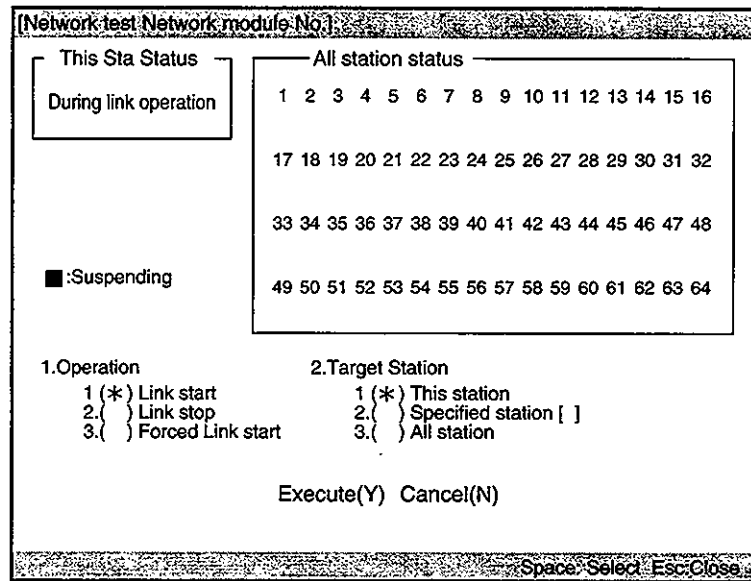 [Network test Network module No.]
This Sta Status
During link operation
All station status
1 2 3 4 5 6 7 8 9 10 11 12 13 14 15 16
17 18 19 20 21 22 23 24 25 26 27 28 29 30 31 32
33 34 35 36 37 38 39 40 41 42 43 44 45 46 47 48
49 50 51 52 53 54 55 56 57 58 59 60 61 62 63 64
■:Suspending
1.Operation
1 (*) Link start
2.( ) Link stop
3.( ) Forced Link start
2.Target Station
1 (*) This station
2.( ) Specified station [ ]
3.( ) All station
Execute(Y) Cancel(N)
Space: Select Esc:Close